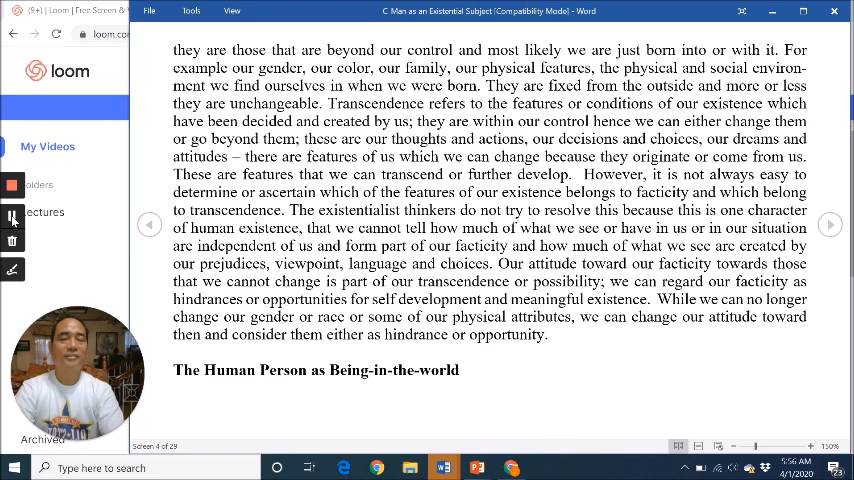 (9+) | Loom | Free Screen & V
File
Tools
View
C Man as an Existential Subject [Compatibility Mode] - Word
loom.com
loom
My Videos
olders
Lectures
Archived
they are those that are beyond our control and most likely we are just born into or with it. For
example our gender, our color, our family, our physical features, the physical and social environ-
ment we find ourselves in when we were born. They are fixed from the outside and more or less
they are unchangeable. Transcendence refers to the features or conditions of our existence which
have been decided and created by us; they are within our control hence we can either change them
or go beyond them; these are our thoughts and actions, our decisions and choices, our dreams and
attitudes – there are features of us which we can change because they originate or come from us.
These are features that we can transcend or further develop. However, it is not always easy to
determine or ascertain which of the features of our existence belongs to facticity and which belong
to transcendence. The existentialist thinkers do not try to resolve this because this is one character
of human existence, that we cannot tell how much of what we see or have in us or in our situation
are independent of us and form part of our facticity and how much of what we see are created by
our prejudices, viewpoint, language and choices. Our attitude toward our facticity towards those
that we cannot change is part of our transcendence or possibility; we can regard our facticity as
hindrances or opportunities for self development and meaningful existence. While we can no longer
change our gender or race or some of our physical attributes, we can change our attitude toward
then and consider them either as hindrance or opportunity.
The Human Person as Being-in-the-world
Screen 4 of 29
150%
Type here to search
5:56 AM
4/1/2020
23